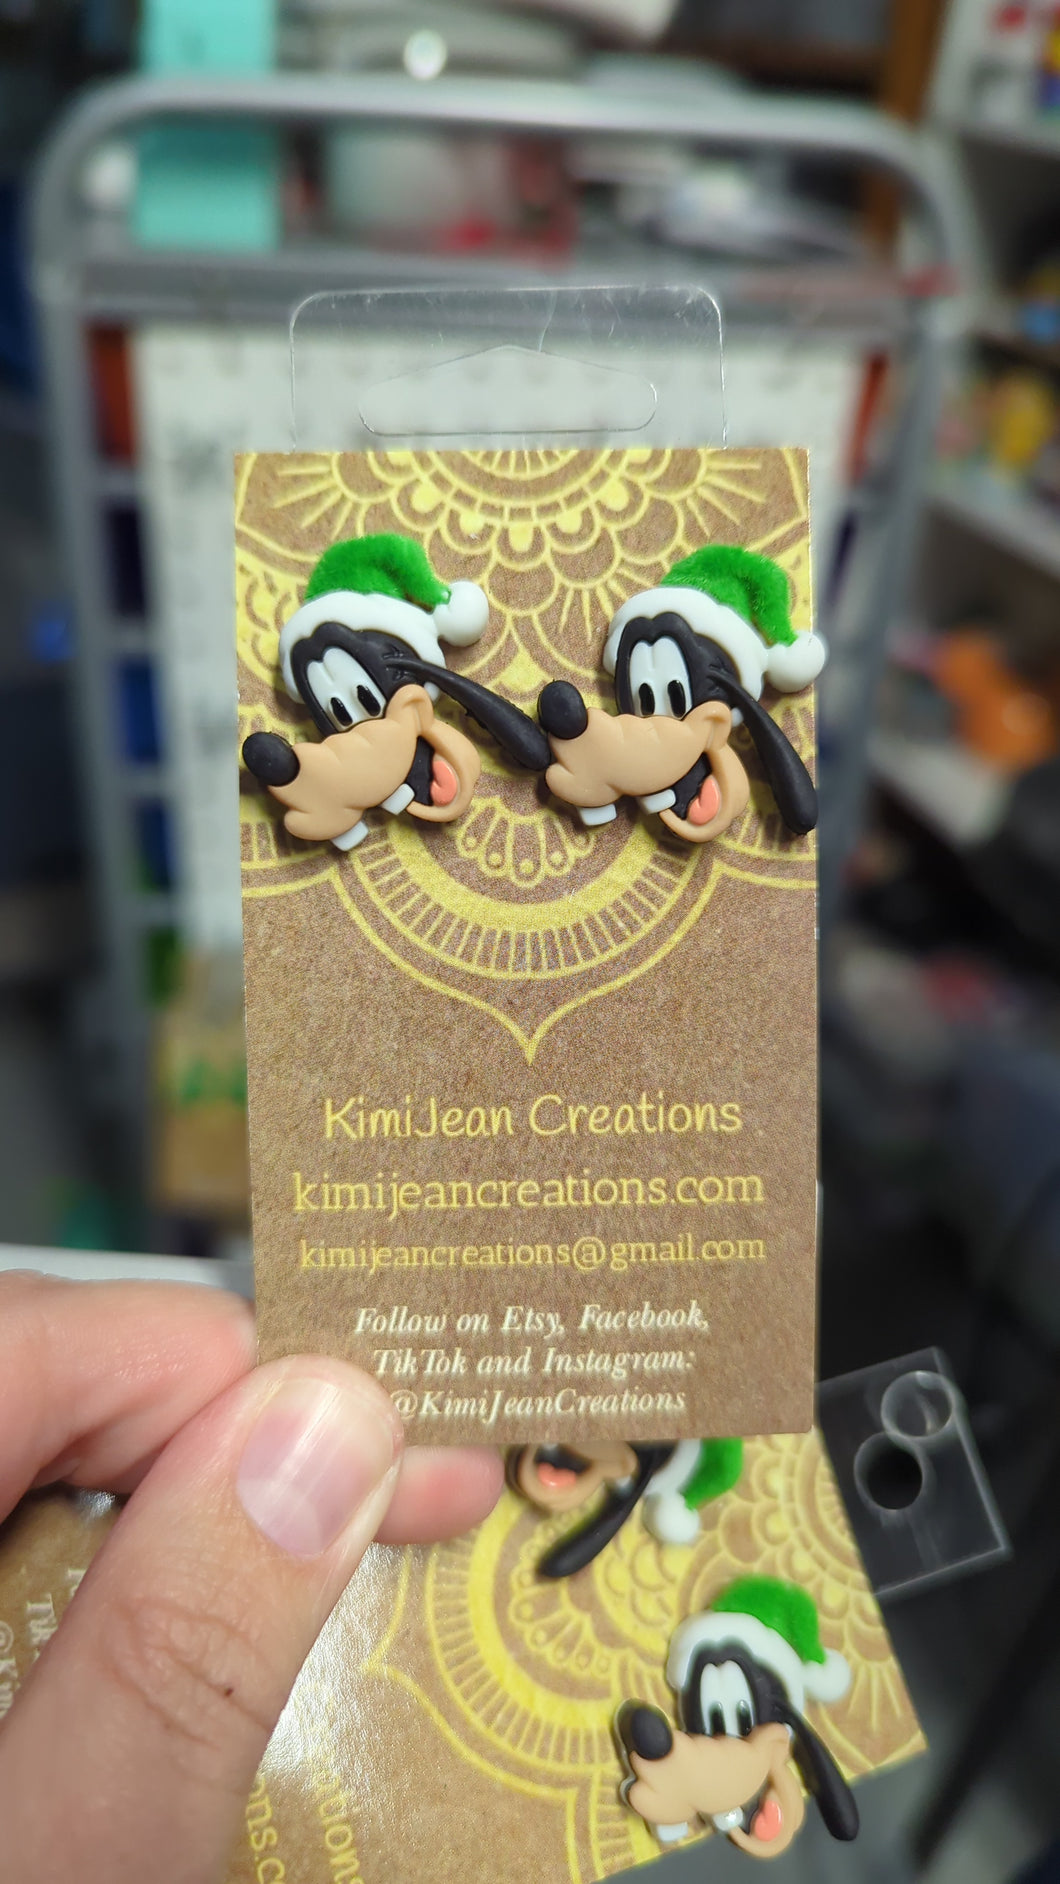 KimiJean Creations
kimijeancreations.com
kimijeancreations@gmail.com
Follow on Etsy, Facebook,
TikTok and Instagram:
@KimiJeanCreations